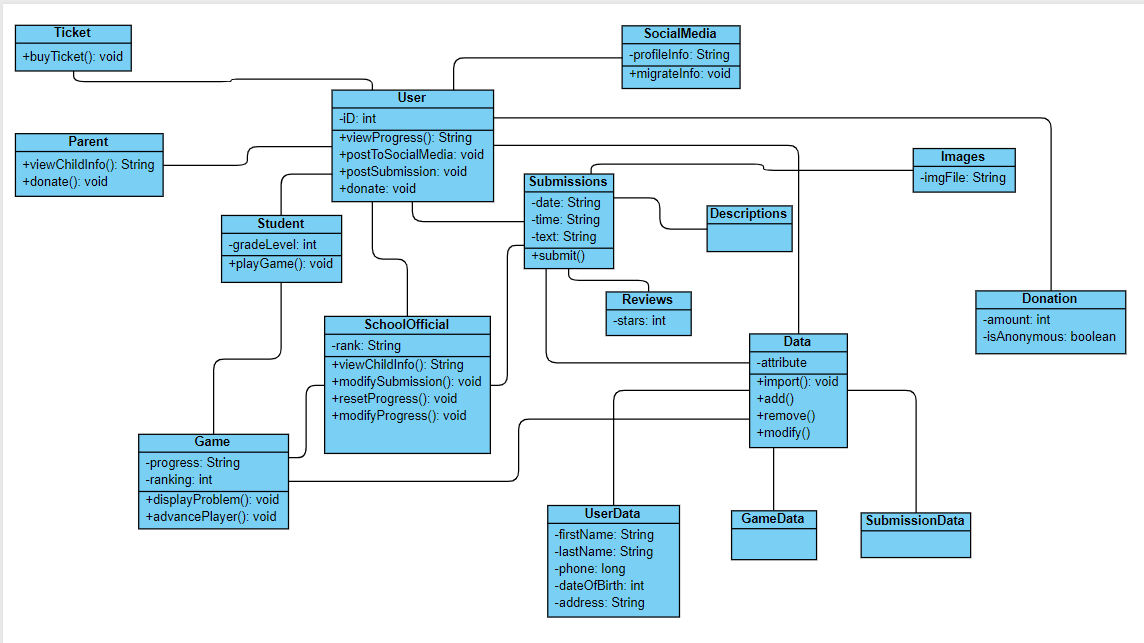 Ticket
+buyTicket(): void
SocialMedia
-profileInfo: String
+migrateInfo: void
User
-iD: int
+viewProgress(): String
+postToSocialMedia: void
+postSubmission: void
+donate: void
Parent
+viewChildInfo(): String
+donate(): void
Images
-imgFile: String
Submissions
-date: String
-time: String
-text: String
+submit()
Descriptions
Student
-gradeLevel: int
+playGame(): void
Reviews
-stars: int
Donation
-amount: int
-isAnonymous: boolean
SchoolOfficial
-rank: String
+viewChildInfo(): String
+modifySubmission(): void
+resetProgress(): void
+modifyProgress(): void
Data
-attribute
+import(): void
+add()
+remove()
+modify()
Game
-progress: String
-ranking: int
+displayProblem(): void
+advancePlayer(): void
UserData
-firstName: String
-lastName: String
-phone: long
-dateOfBirth: int
-address: String
GameData
SubmissionData